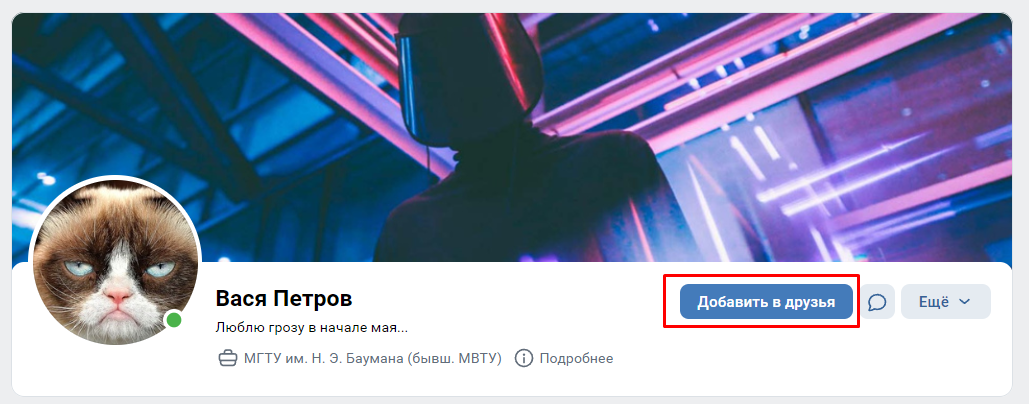 Вася Петров
Люблю грозу в начале мая...
МГТУ им. Н. Э. Баумана (бывш. МВТУ) Подробнее
Добавить в друзья
Ещё